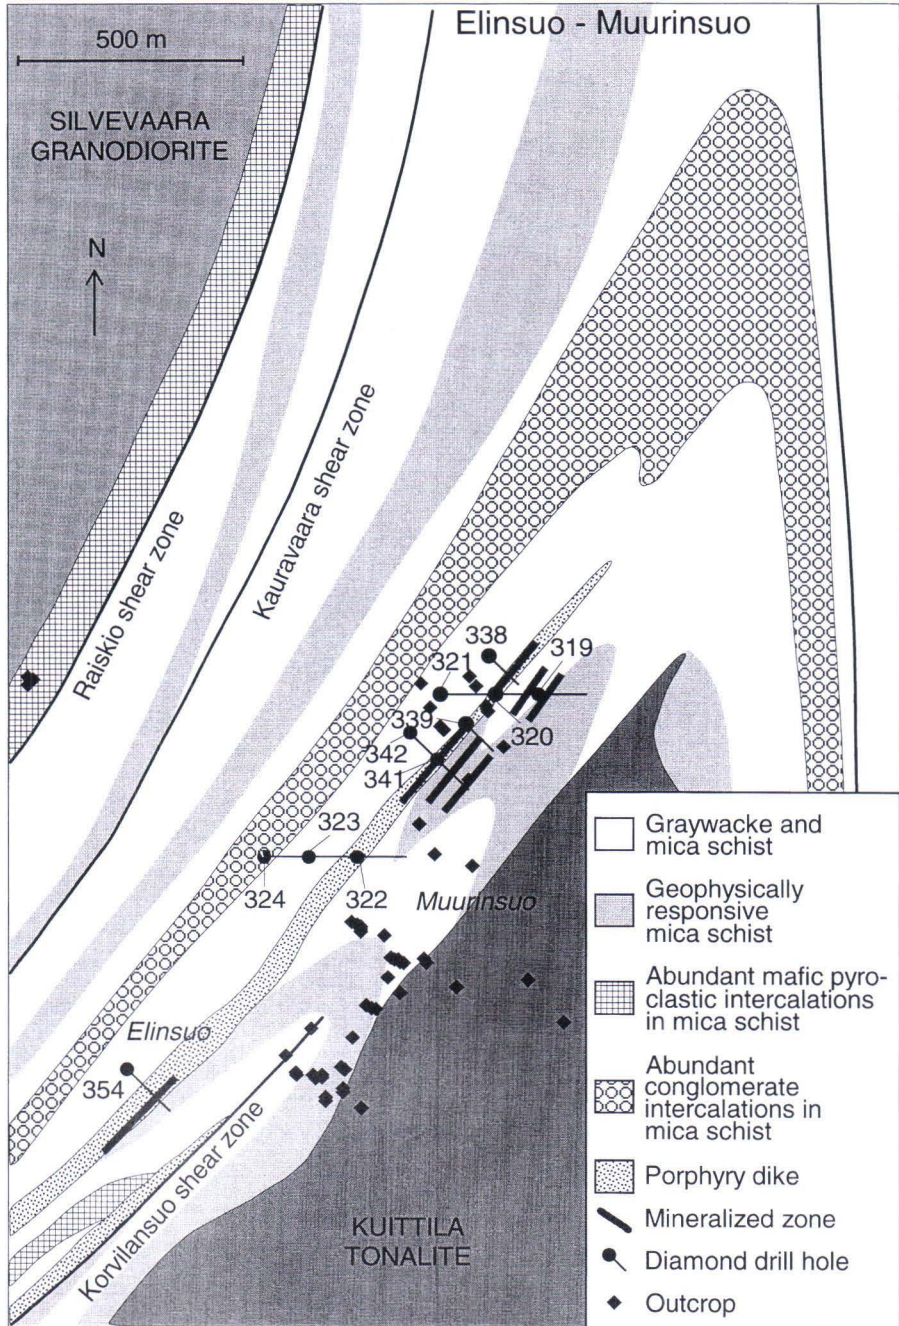 Elinsuo - Muurinsuo
500 m
SILVEVAARA
GRANODIORITE
N
Raiskio shear zone
Kauravaara shear zone
338
321
319
339
320
342
341
323
324
322
Muurinsuo
Elinsuo
354
Korvilansuo shear zone
KUITTILA
TONALITE
Graywacke and
mica schist
Geophysically
responsive
mica schist
Abundant mafic pyro-
clastic intercalations
in mica schist
Abundant
conglomerate
intercalations in
mica schist
Porphyry dike
Mineralized zone
Diamond drill hole
Outcrop